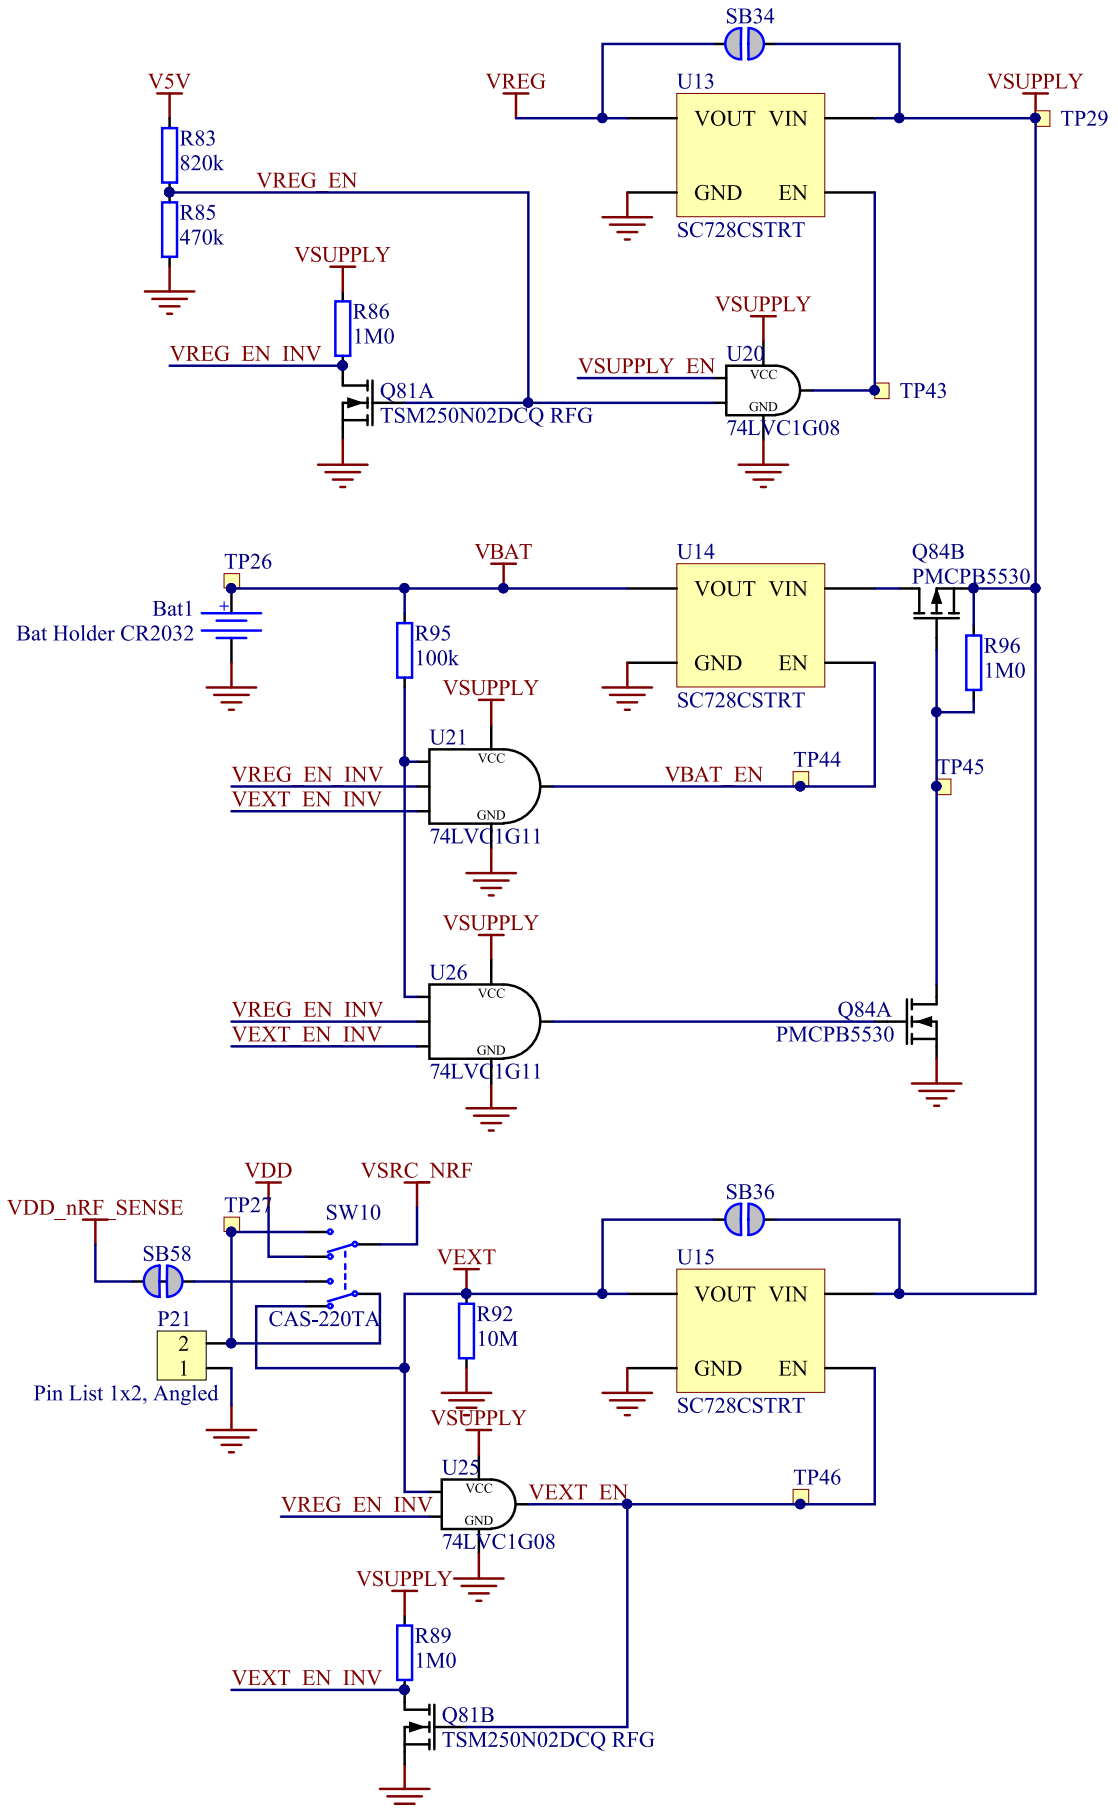 SB34
V5V
VREG
U13
VSUPPLY
VOUT VIN
TP29
R83
820k
VREG_EN
GND EN
R85
470k
SC728CSTRT
VSUPPLY
VSUPPLY
R86
1M0
VREG_EN_INV
U20
VCC
VSUPPLY_EN
Q81A
TP43
GND
TSM250N02DCQ RFG
74LVC1G08
TP26
VBAT
U14
Q84B
PMCPB5530
VOUT VIN
Bat1
+
Bat Holder CR2032
R95
100k
GND EN
R96
1M0
VSUPPLY
SC728CSTRT
U21
VCC
TP44
TP45
VREG_EN_INV
VBAT_EN
VEXT_EN_INV
GND
74LVC1G11
VSUPPLY
U26
VCC
VREG_EN_INV
Q84A
VEXT_EN_INV
PMCPB5530
GND
74LVC1G11
VDD
VSRC_NRF
VDD_nRF_SENSE
TP27
SW10
SB36
SB58
VEXT
U15
VOUT VIN
P21
CAS-220TA
R92
10M
2
1
GND EN
Pin List 1x2, Angled
SC728CSTRT
VSUPPLY
U25
VCC
TP46
VEXT_EN
VREG_EN_INV
GND
74LVC1G08
VSUPPLY
R89
1M0
VEXT_EN_INV
Q81B
TSM250N02DCQ RFG